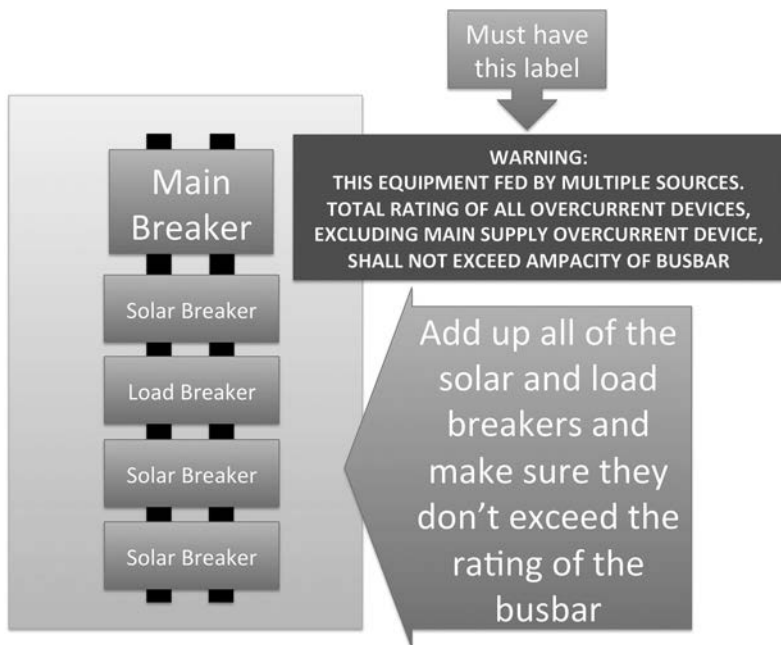 Must have
this label
WARNING:
THIS EQUIPMENT FED BY MULTIPLE SOURCES.
TOTAL RATING OF ALL OVERCURRENT DEVICES,
EXCLUDING MAIN SUPPLY OVERCURRENT DEVICE,
SHALL NOT EXCEED AMPACITY OF BUSBAR
Main
Breaker
Solar Breaker
Load Breaker
Solar Breaker
Solar Breaker
Add up all of the
solar and load
breakers and
make sure they
don’t exceed the
rating of the
busbar